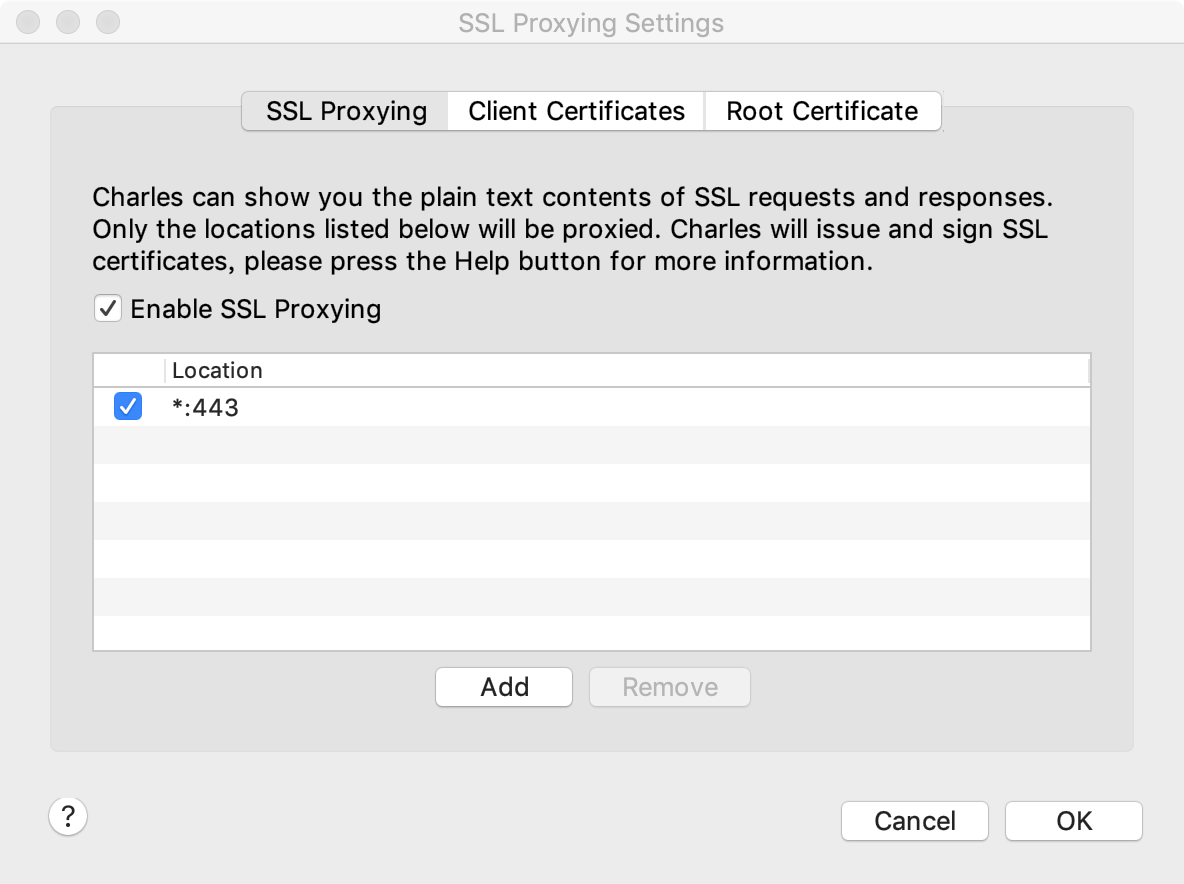 SSL Proxying Settings
SSL Proxying Client Certificates Root Certificate
Charles can show you the plain text contents of SSL requests and responses.
Only the locations listed below will be proxied. Charles will issue and sign SSL
certificates, please press the Help button for more information.
Enable SSL Proxying
Location
*:443
Add Remove
? Cancel OK